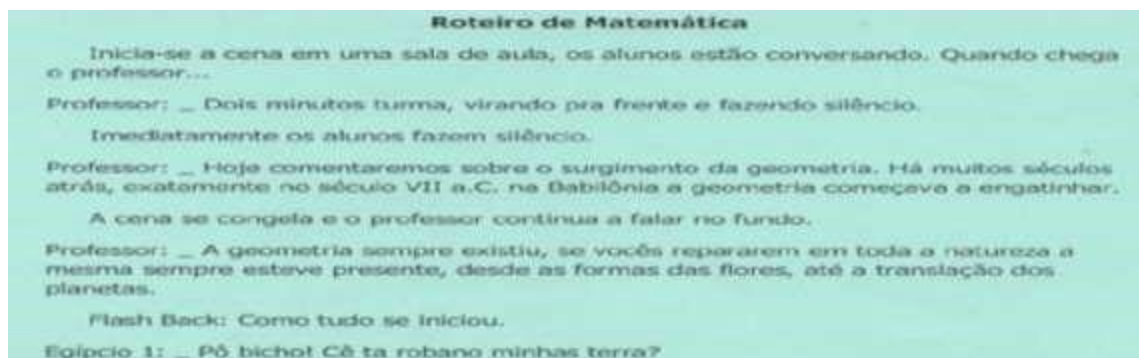 Roteiro de Matemática
Inicia-se a cena em uma sala de aula, os alunos estão conversando. Quando chega
o professor...
Professor: _ Dois minutos turma, virando pra frente e fazendo silêncio.
Imediatamente os alunos fazem silêncio.
Professor: _ Hoje comentaremos sobre o surgimento da geometria. Há muitos séculos
atrás, exatamente no século VII a.C. na Babilônia a geometria começava a engatinhar.
A cena se congela e o professor continua a falar no fundo.
Professor: _ A geometria sempre existiu, se vocês repararem em toda a natureza a
mesma sempre esteve presente, desde as formas das flores, até a translação dos
planetas.
Flash Back: Como tudo se iniciou.
Egípcio 1: _ Pô bicho! Cê ta robano minhas terra?